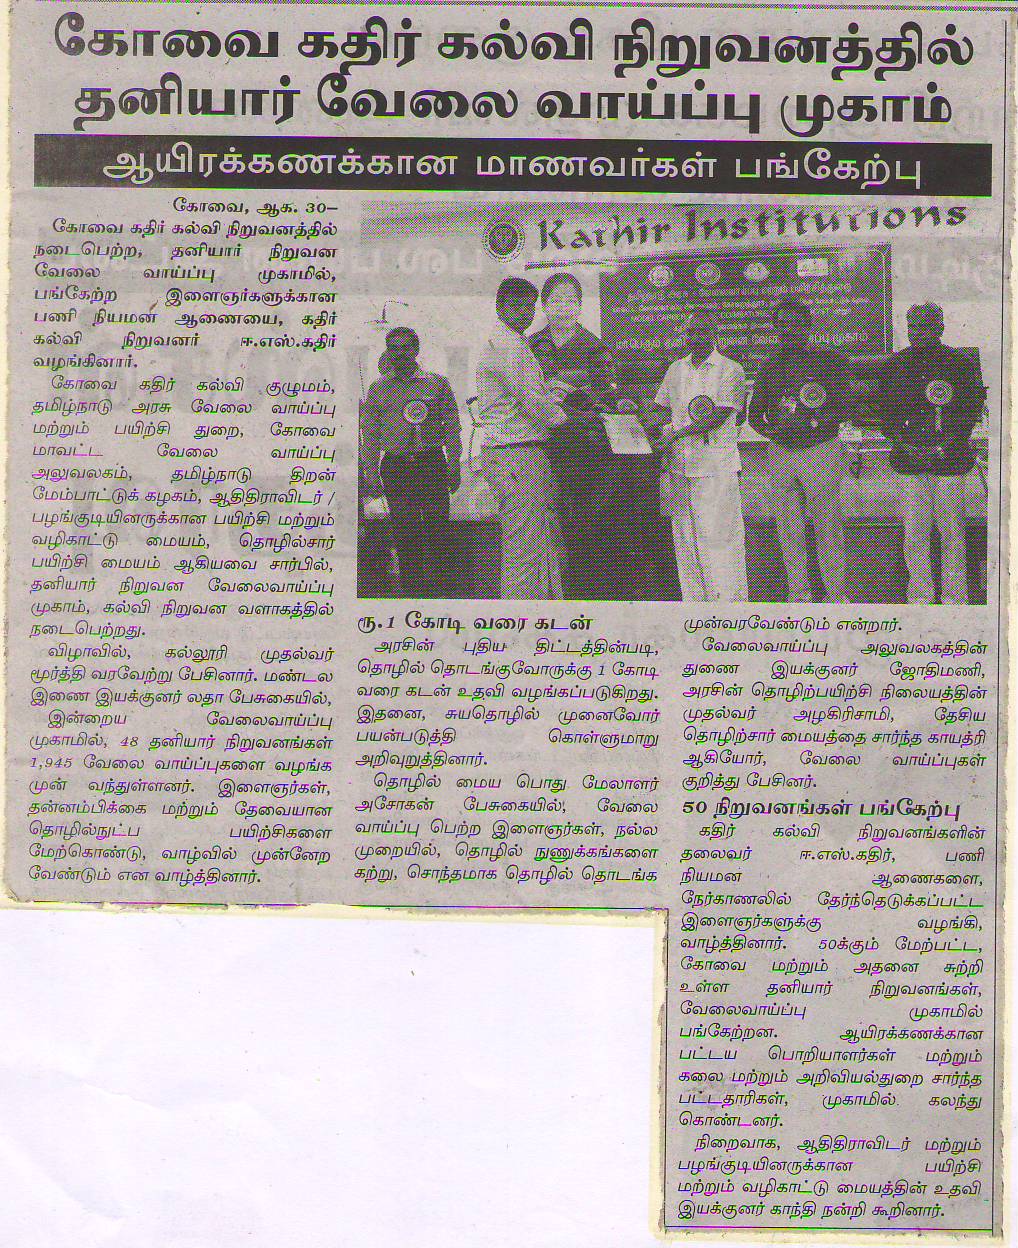 கோவை கதிர் கல்வி நிறுவனத்தில்
தனியார் வேலை வாய்ப்பு முகாம்
ஆயிரக்கணக்கான மாணவர்கள் பங்கேற்பு
கோவை, ஆக. 30–
கோவை கதிர் கல்வி நிறுவனத்தில்
நடைபெற்ற, தனியார் நிறுவன
வேலை வாய்ப்பு முகாமில்,
பங்கேற்ற இளைஞர்களுக்கான
பணி நியமன ஆணையை, கதிர்
கல்வி நிறுவனர் ஈ.எஸ்.கதிர்
வழங்கினார்.
கோவை கதிர் கல்வி குழுமம்,
தமிழ்நாடு அரசு வேலை வாய்ப்பு
மற்றும் பயிற்சி துறை, கோவை
மாவட்ட வேலை வாய்ப்பு
அலுவலகம், தமிழ்நாடு திறன்
மேம்பாட்டுக் கழகம், ஆதிதிராவிடர் /
பழங்குடியினருக்கான பயிற்சி மற்றும்
வழிகாட்டு மையம், தொழில்சார்
பயிற்சி மையம் ஆகியவை சார்பில்,
தனியார் நிறுவன வேலைவாய்ப்பு
முகாம், கல்வி நிறுவன வளாகத்தில்
நடைபெற்றது.
விழாவில், கல்லூரி முதல்வர்
மூர்த்தி வரவேற்று பேசினார். மண்டல
இணை இயக்குனர் லதா பேசுகையில்,
இன்றைய வேலைவாய்ப்பு
முகாமில், 48 தனியார் நிறுவனங்கள்
1,945 வேலை வாய்ப்புகளை வழங்க
முன் வந்துள்ளனர். இளைஞர்கள்,
தன்னம்பிக்கை மற்றும் தேவையான
தொழில்நுட்ப பயிற்சிகளை
மேற்கொண்டு, வாழ்வில் முன்னேற
வேண்டும் என வாழ்த்தினார்.
Kathir Institutions
ரூ.1 கோடி வரை கடன்
அரசின் புதிய திட்டத்தின்படி,
தொழில் தொடங்குவோருக்கு 1 கோடி
வரை கடன் உதவி வழங்கப்படுகிறது.
இதனை, சுயதொழில் முனைவோர்
பயன்படுத்தி கொள்ளுமாறு
அறிவுறுத்தினார்.
தொழில் மைய பொது மேலாளர்
அசோகன் பேசுகையில், வேலை
வாய்ப்பு பெற்ற இளைஞர்கள், நல்ல
முறையில், தொழில் நுணுக்கங்களை
கற்று, சொந்தமாக தொழில் தொடங்க
முன்வரவேண்டும் என்றார்.
வேலைவாய்ப்பு அலுவலகத்தின்
துணை இயக்குனர் ஜோதிமணி,
அரசின் தொழிற்பயிற்சி நிலையத்தின்
முதல்வர் அழகிரிசாமி, தேசிய
தொழிற்சார் மையத்தை சார்ந்த காயத்ரி
ஆகியோர், வேலை வாய்ப்புகள்
குறித்து பேசினர்.
50 நிறுவனங்கள் பங்கேற்பு
கதிர் கல்வி நிறுவனங்களின்
தலைவர் ஈ.எஸ்.கதிர், பணி
நியமன ஆணைகளை,
நேர்காணலில் தேர்ந்தெடுக்கப்பட்ட
இளைஞர்களுக்கு வழங்கி,
வாழ்த்தினார். 50க்கும் மேற்பட்ட,
கோவை மற்றும் அதனை சுற்றி
உள்ள தனியார் நிறுவனங்கள்,
வேலைவாய்ப்பு முகாமில்
பங்கேற்றன. ஆயிரக்கணக்கான
பட்டய பொறியாளர்கள் மற்றும்
கலை மற்றும் அறிவியல்துறை சார்ந்த
பட்டதாரிகள், முகாமில் கலந்து
கொண்டனர்.
நிறைவாக, ஆதிதிராவிடர் மற்றும்
பழங்குடியினருக்கான பயிற்சி
மற்றும் வழிகாட்டு மையத்தின் உதவி
இயக்குனர் காந்தி நன்றி கூறினார்.